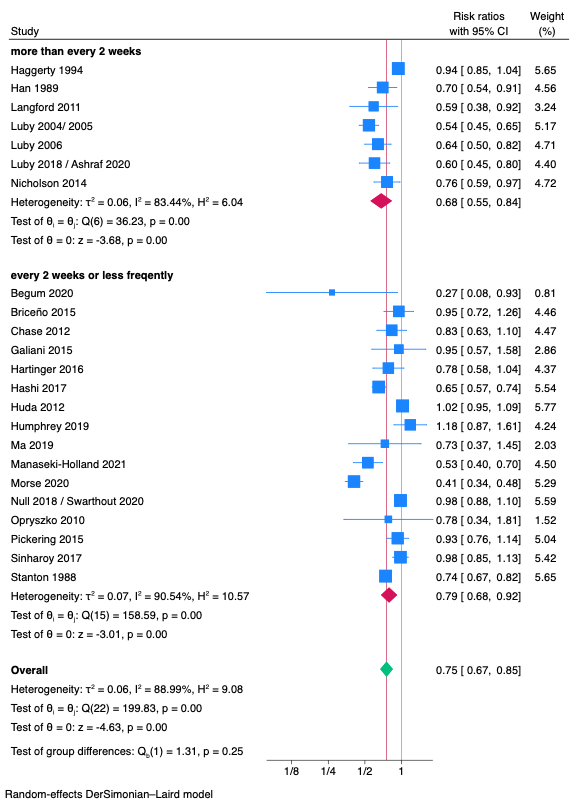 Risk ratios Weight
Study with 95% CI (%)
more than every 2 weeks
Haggerty 1994 0.94 [ 0.85, 1.04] 5.65
Han 1989 0.70 [ 0.54, 0.91] 4.56
Langford 2011 0.59 [ 0.38, 0.92] 3.24
Luby 2004/ 2005 0.54 [ 0.45, 0.65] 5.17
Luby 2006 0.64 [ 0.50, 0.82] 4.71
Luby 2018 / Ashraf 2020 0.60 [ 0.45, 0.80] 4.40
Nicholson 2014 0.76 [ 0.59, 0.97] 4.72
Heterogeneity: τ² = 0.06, I² = 83.44%, H² = 6.04 0.68 [ 0.55, 0.84]
Test of θᵢ = θⱼ: Q(6) = 36.23, p = 0.00
Test of θ = 0: z = -3.68, p = 0.00
every 2 weeks or less freqently
Begum 2020 0.27 [ 0.08, 0.93] 0.81
Briceño 2015 0.95 [ 0.72, 1.26] 4.46
Chase 2012 0.83 [ 0.63, 1.10] 4.47
Galiani 2015 0.95 [ 0.57, 1.58] 2.86
Hartinger 2016 0.78 [ 0.58, 1.04] 4.37
Hashi 2017 0.65 [ 0.57, 0.74] 5.54
Huda 2012 1.02 [ 0.95, 1.09] 5.77
Humphrey 2019 1.18 [ 0.87, 1.61] 4.24
Ma 2019 0.73 [ 0.37, 1.45] 2.03
Manaseki-Holland 2021 0.53 [ 0.40, 0.70] 4.50
Morse 2020 0.41 [ 0.34, 0.48] 5.29
Null 2018 / Swarthout 2020 0.98 [ 0.88, 1.10] 5.59
Opryszko 2010 0.78 [ 0.34, 1.81] 1.52
Pickering 2015 0.93 [ 0.76, 1.14] 5.04
Sinharoy 2017 0.98 [ 0.85, 1.13] 5.42
Stanton 1988 0.74 [ 0.67, 0.82] 5.65
Heterogeneity: τ² = 0.07, I² = 90.54%, H² = 10.57 0.79 [ 0.68, 0.92]
Test of θᵢ = θⱼ: Q(15) = 158.59, p = 0.00
Test of θ = 0: z = -3.01, p = 0.00
Overall 0.75 [ 0.67, 0.85]
Heterogeneity: τ² = 0.06, I² = 88.99%, H² = 9.08
Test of θᵢ = θⱼ: Q(22) = 199.83, p = 0.00
Test of θ = 0: z = -4.63, p = 0.00
Test of group differences: Q_b(1) = 1.31, p = 0.25
1/8 1/4 1/2 1
Random-effects DerSimonian–Laird model